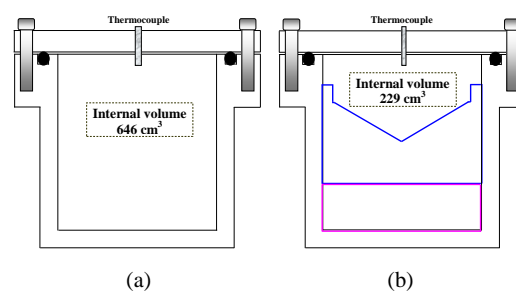 Thermocouple
Internal volume
646 cm³
(a)
Thermocouple
Internal volume
229 cm³
(b)